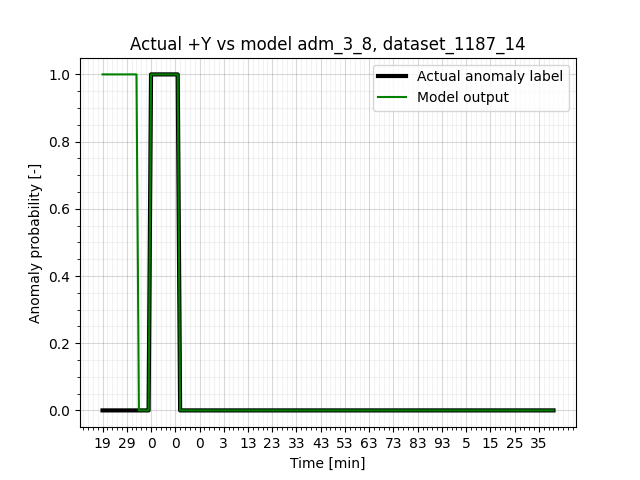 Actual +Y vs model adm_3_8, dataset_1187_14
Actual anomaly label
Model output
Anomaly probability [-]
1.0
0.8
0.6
0.4
0.2
0.0
19 29 0 0 0 3 13 23 33 43 53 63 73 83 93 5 15 25 35
Time [min]